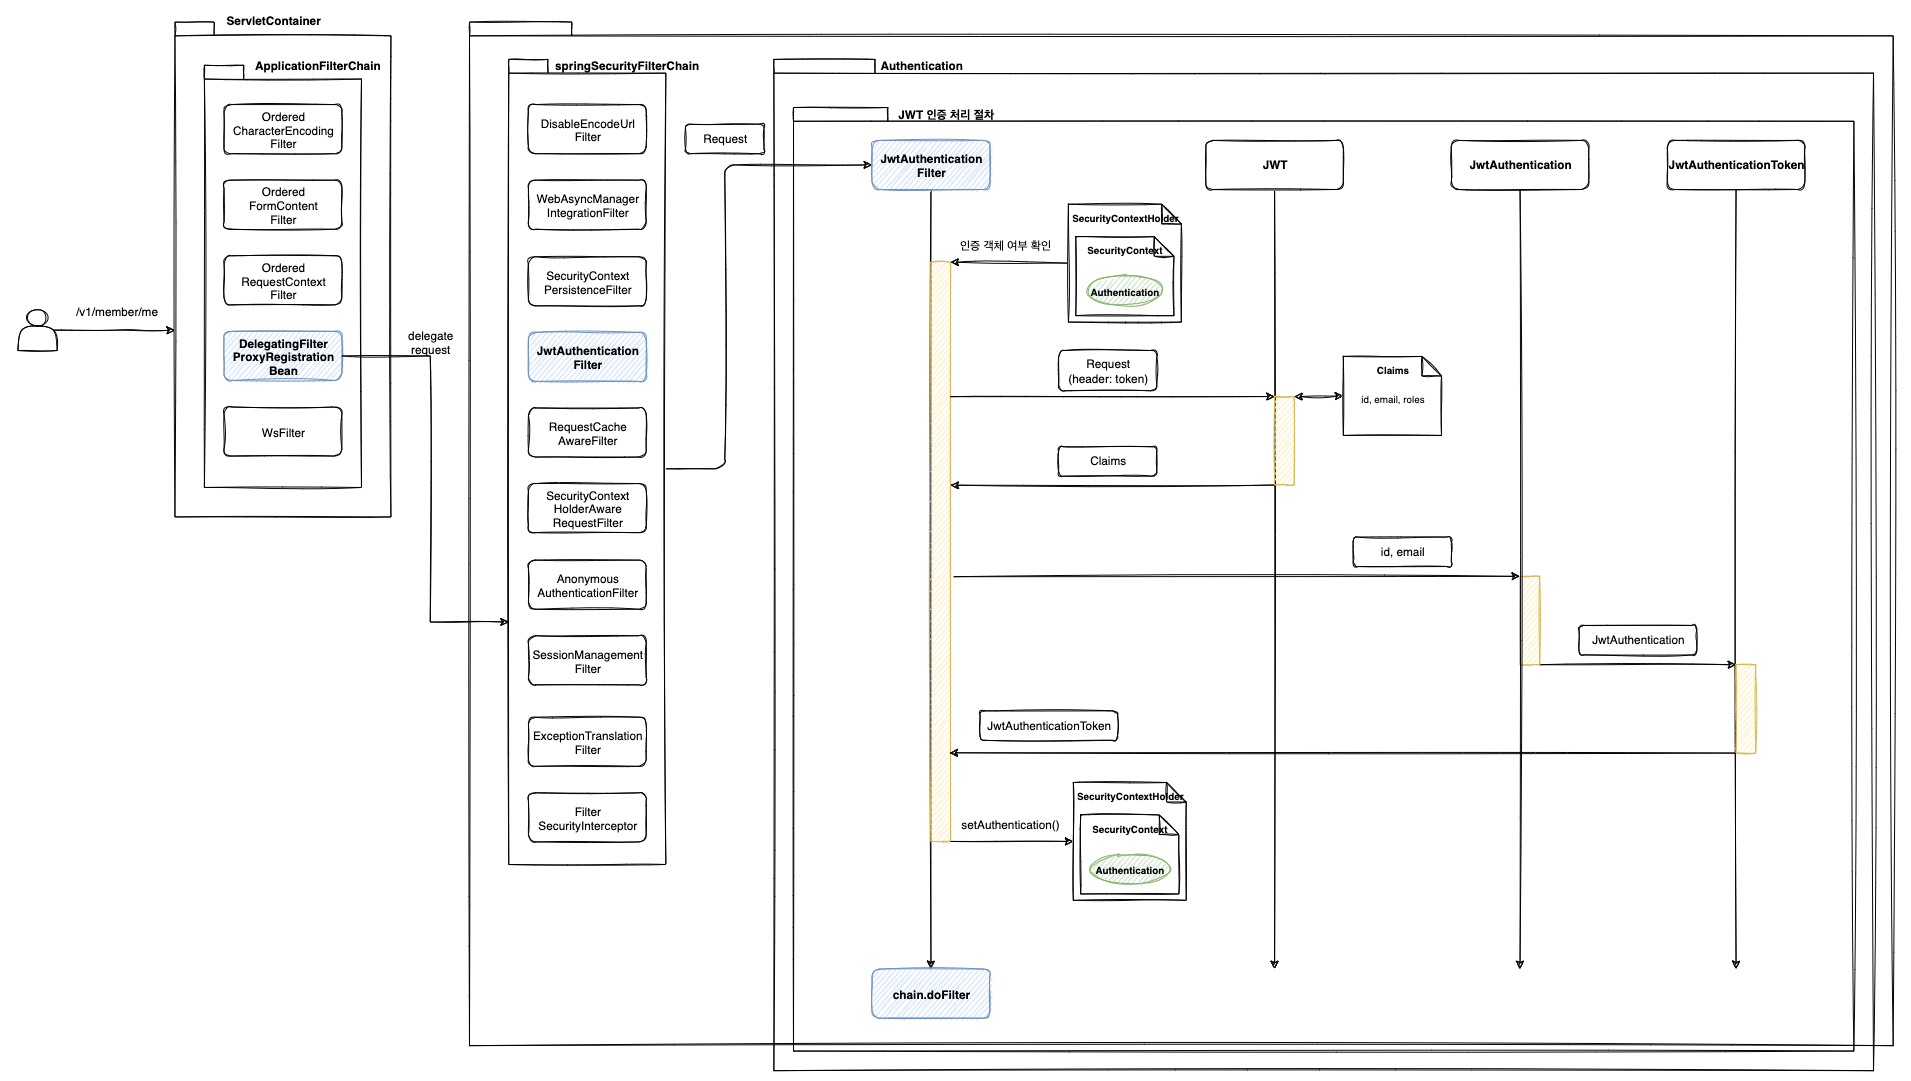 ServletContainer
ApplicationFilterChain
Ordered
CharacterEncoding
Filter
Ordered
FormContent
Filter
Ordered
RequestContext
Filter
DelegatingFilter
ProxyRegistration
Bean
WsFilter
/v1/member/me
delegate
request
springSecurityFilterChain
DisableEncodeUrl
Filter
WebAsyncManager
IntegrationFilter
SecurityContext
PersistenceFilter
JwtAuthentication
Filter
RequestCache
AwareFilter
SecurityContext
HolderAware
RequestFilter
Anonymous
AuthenticationFilter
SessionManagement
Filter
ExceptionTranslation
Filter
Filter
SecurityInterceptor
Request
Authentication
JWT 인증 처리 절차
JwtAuthentication
Filter
JWT
JwtAuthentication
JwtAuthenticationToken
인증 객체 여부 확인
SecurityContextHolder
SecurityContext
Authentication
Request
(header: token)
Claims
id, email, roles
Claims
id, email
JwtAuthentication
JwtAuthenticationToken
setAuthentication()
SecurityContextHolder
SecurityContext
Authentication
chain.doFilter